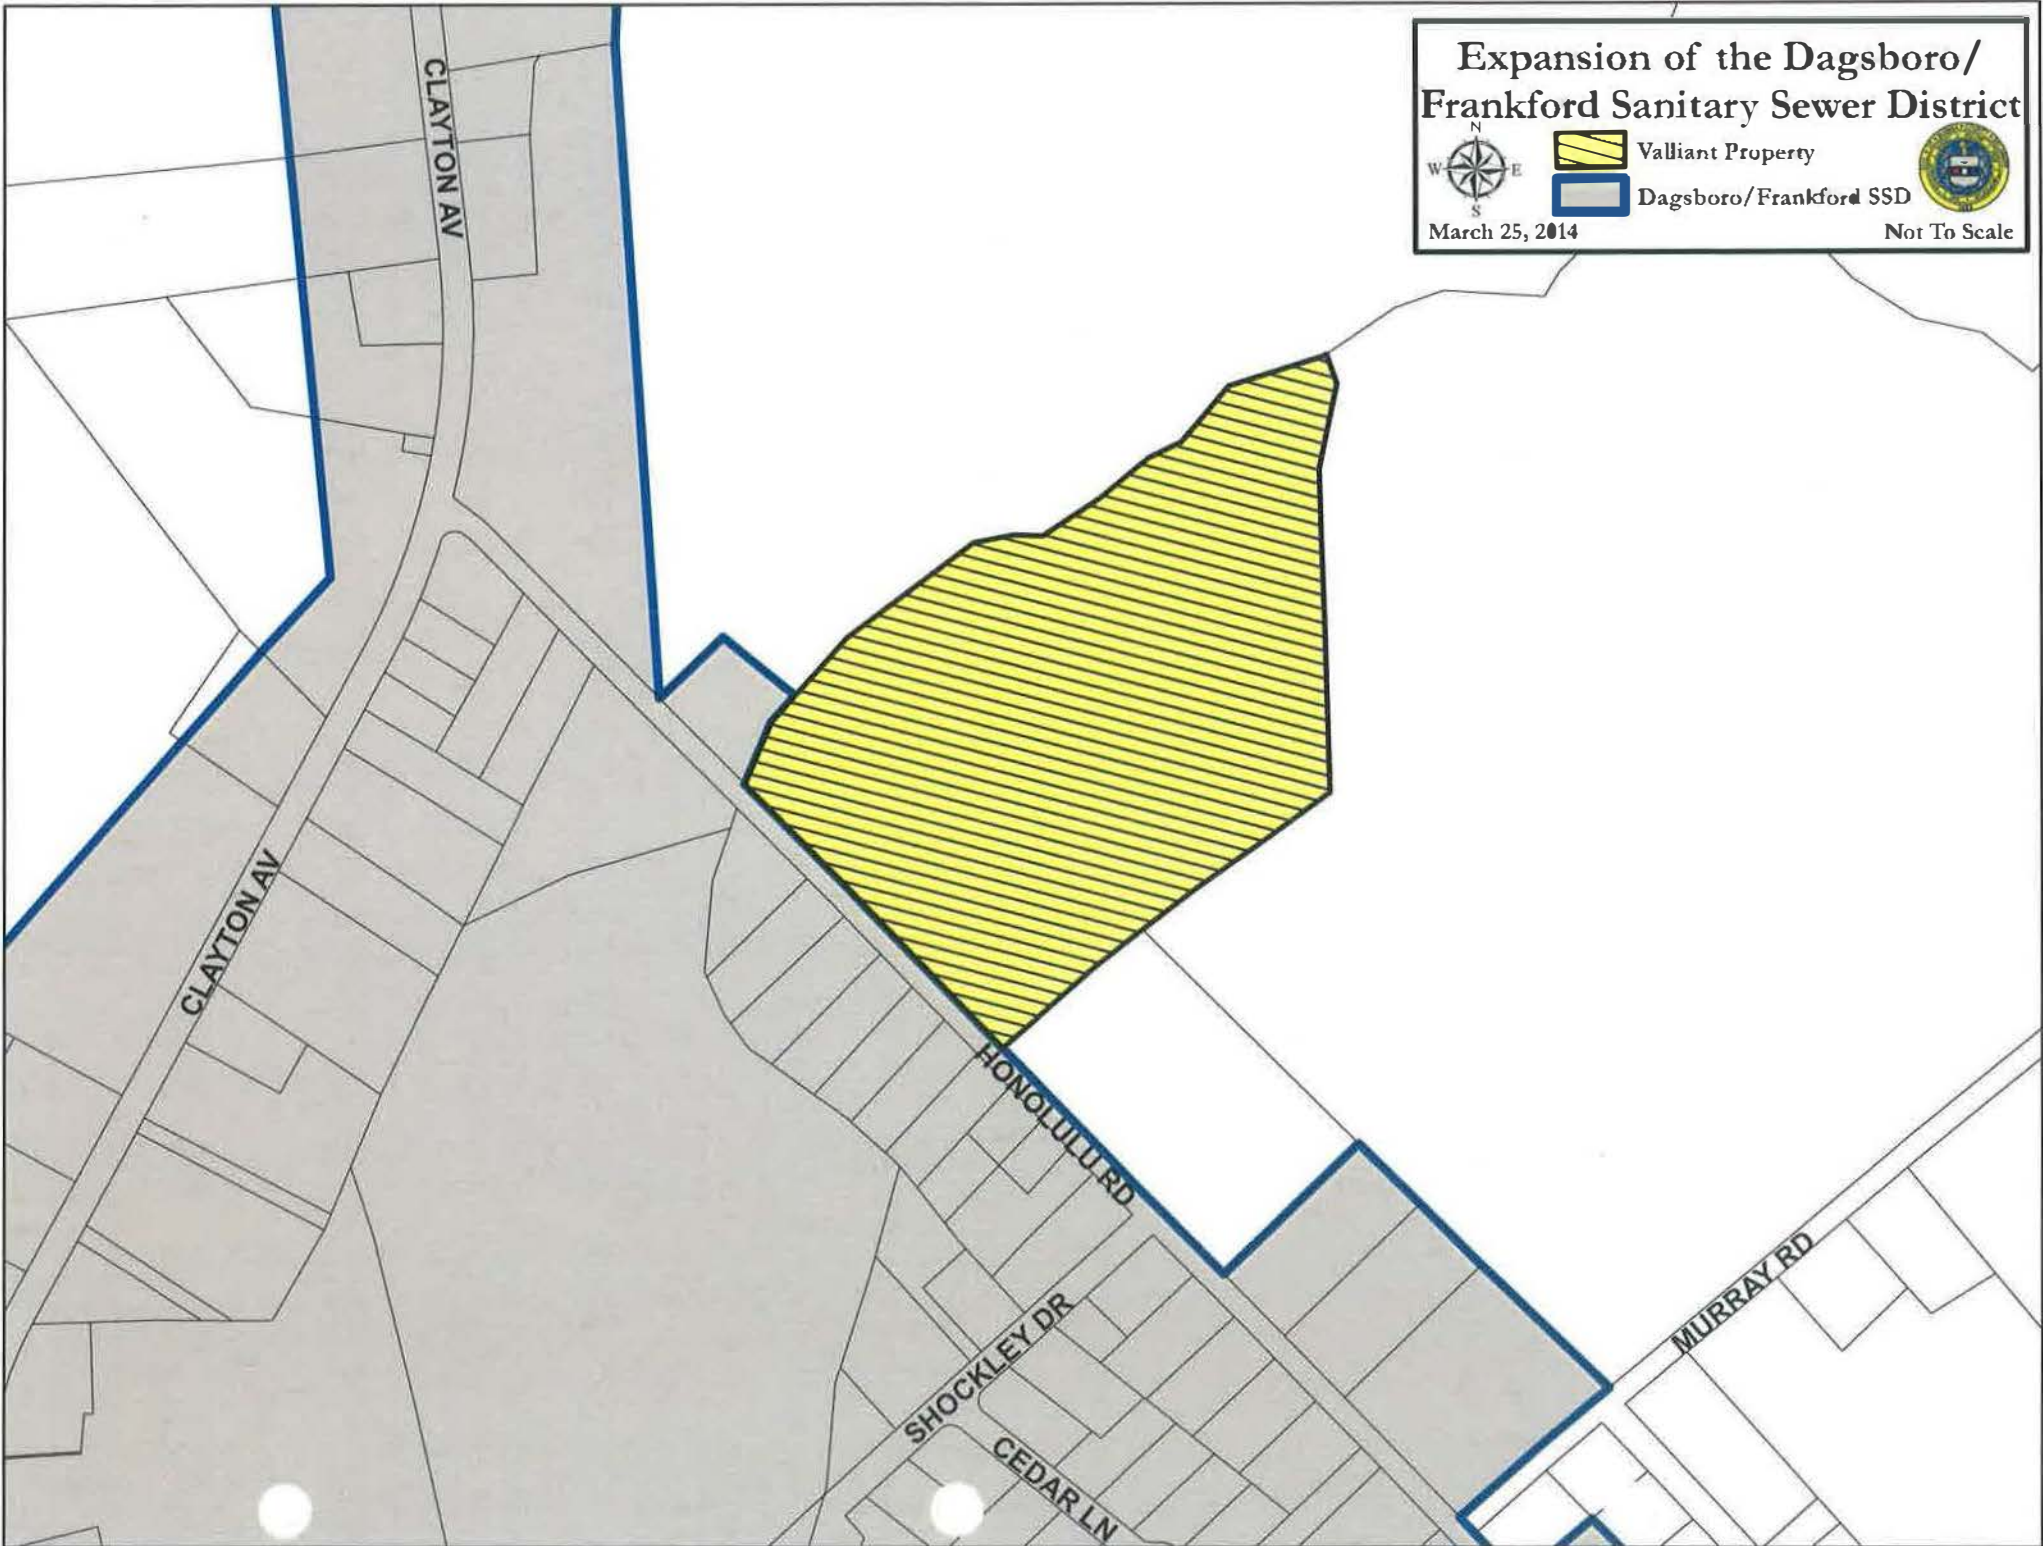 Expansion of the Dagsboro/
Frankford Sanitary Sewer District
N
W E
S
Valliant Property
Dagsboro/Frankford SSD
March 25, 2014
Not To Scale
CLAYTON AV
CLAYTON AV
HONOLULU RD
MURRAY RD
SHOCKLEY DR
CEDAR LN